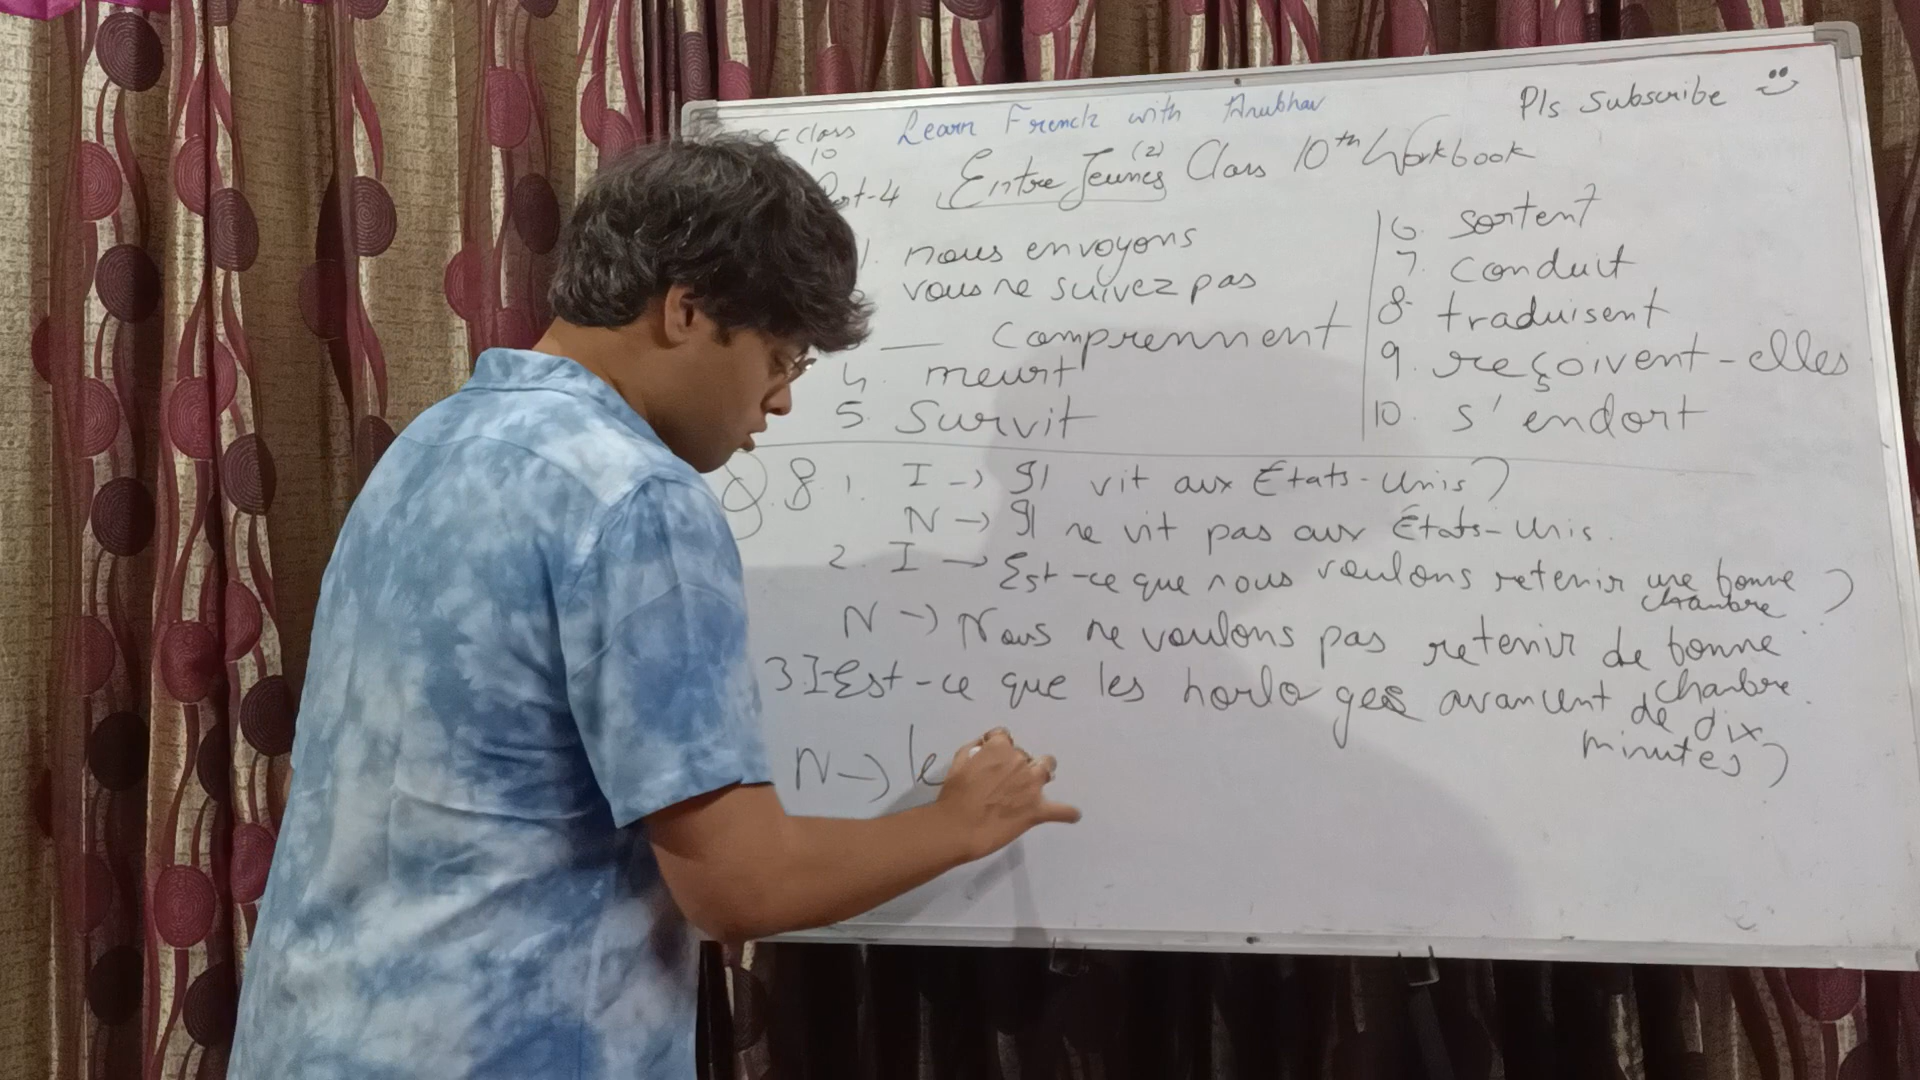 class Learn French with Anubhav Pls Subscribe
10
-4 Entre Jeunes (2) Class 10th Workbook
1. nous envoyons
vous ne suivez pas
— comprennent
4. meurt
5. Survit
6. sortent
7. conduit
8. traduisent
9. reçoivent-elles
10. s'endort
Q.8 1. I → Il vit aux États-Unis?
N → Il ne vit pas aux États-Unis.
2. I → Est-ce que nous voulons retenir une bonne chambre?
N → Nous ne voulons pas retenir de bonne chambre.
3 I-Est-ce que les horloges avancent de dix minutes?
N → le